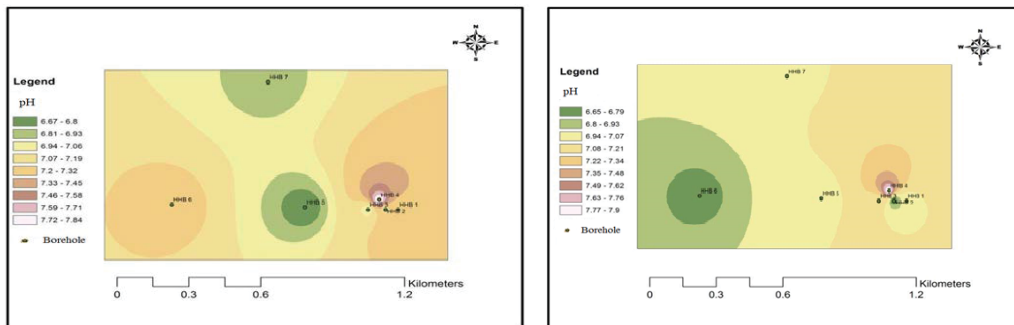 N
W E
S
Legend
pH
6.67 - 6.8
6.81 - 6.93
6.94 - 7.06
7.07 - 7.19
7.2 - 7.32
7.33 - 7.45
7.46 - 7.58
7.59 - 7.71
7.72 - 7.84
Borehole
HHB 7
HHB 6
HHB 5
HHB 4
HHB 3
HHB 2
HHB 1
Kilometers
0 0.3 0.6 1.2
N
W E
S
Legend
pH
6.65 - 6.79
6.8 - 6.93
6.94 - 7.07
7.08 - 7.21
7.22 - 7.34
7.35 - 7.48
7.49 - 7.62
7.63 - 7.76
7.77 - 7.9
Borehole
HHB 7
HHB 6
HHB 4
HHB 1
Kilometers
0 0.3 0.6 1.2